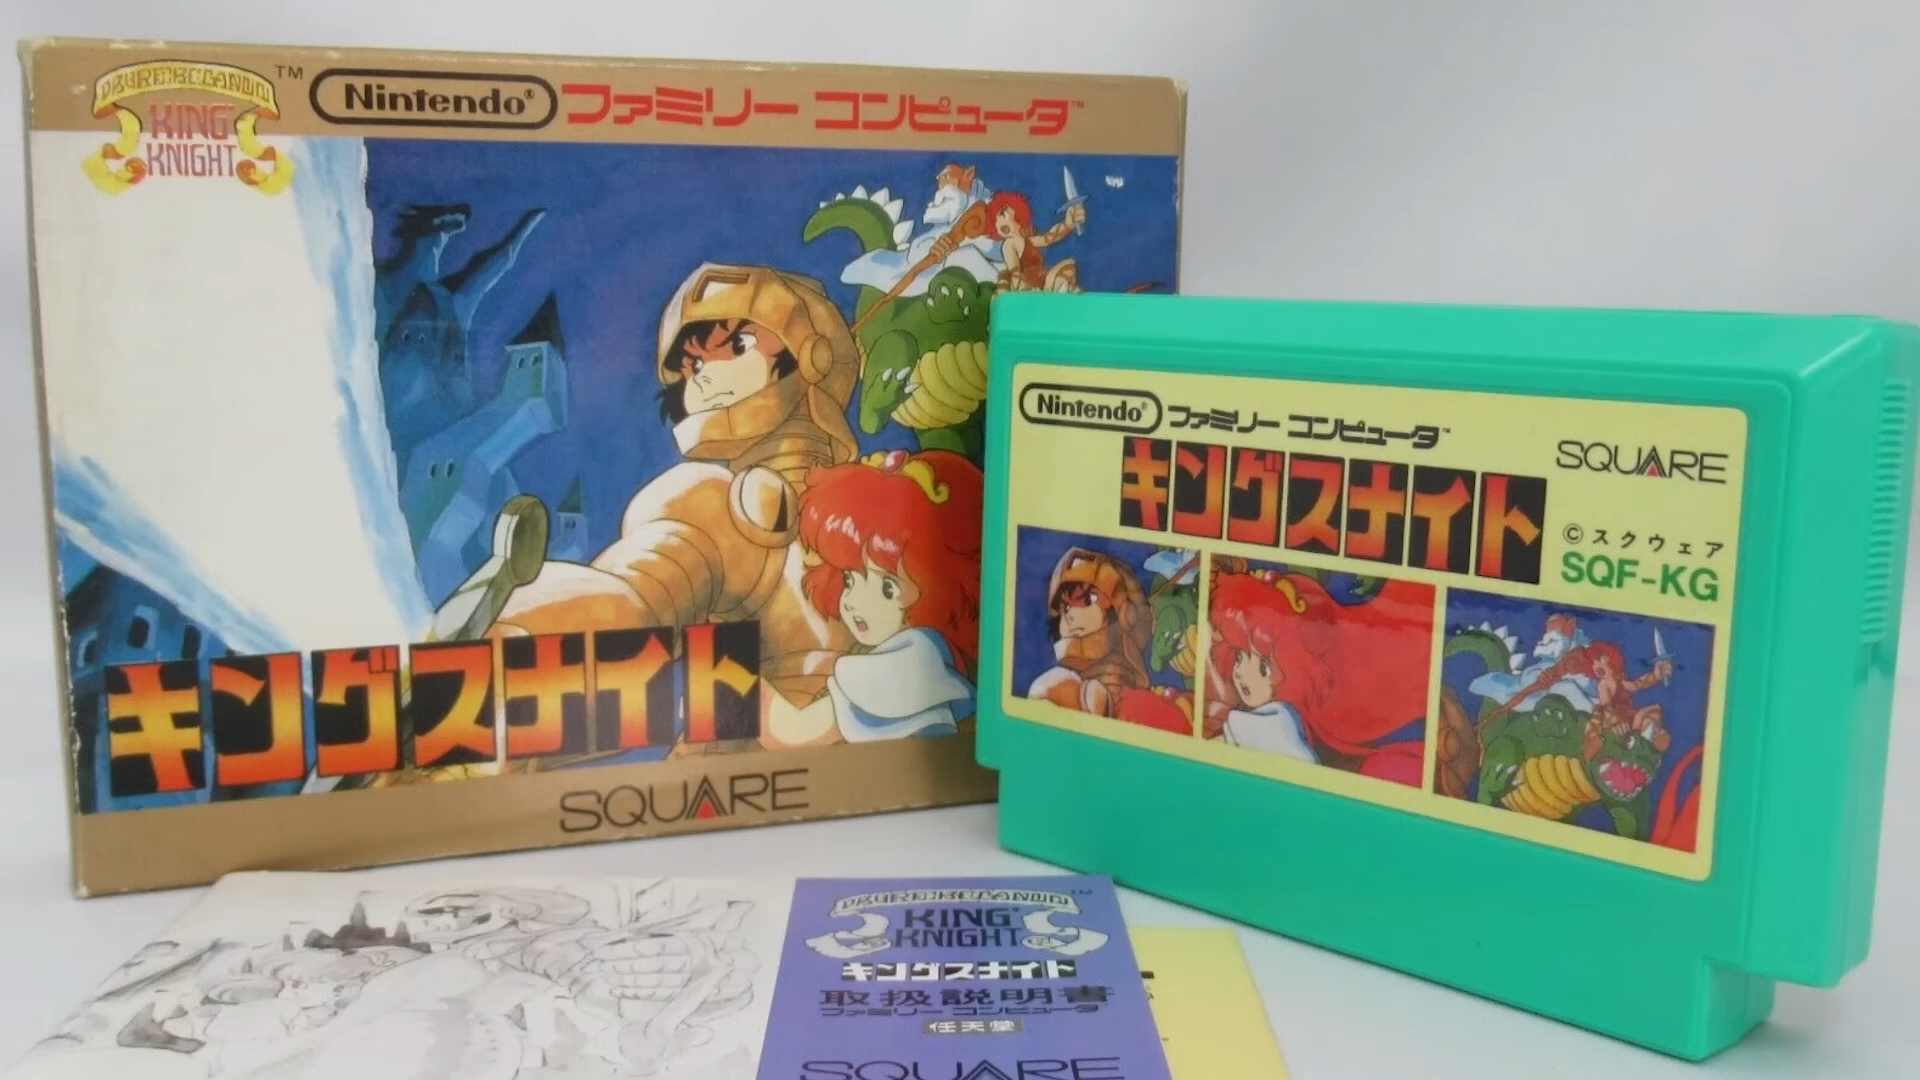 KING'S
KNIGHT
™
Nintendo® ファミリー コンピュータ™
キングスナイト
SQUARE
Nintendo® ファミリー コンピュータ™
SQUARE
キングスナイト
©スクウェア
SQF-KG
™
KING'S
KNIGHT
キングスナイト
取扱説明書
ファミリー コンピュータ
任天堂
SQUARE